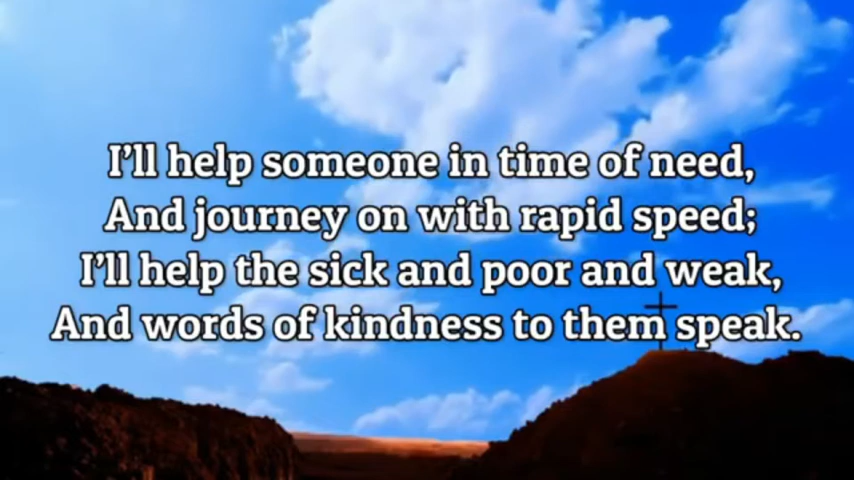 I’ll help someone in time of need,
And journey on with rapid speed;
I’ll help the sick and poor and weak,
And words of kindness to them speak.